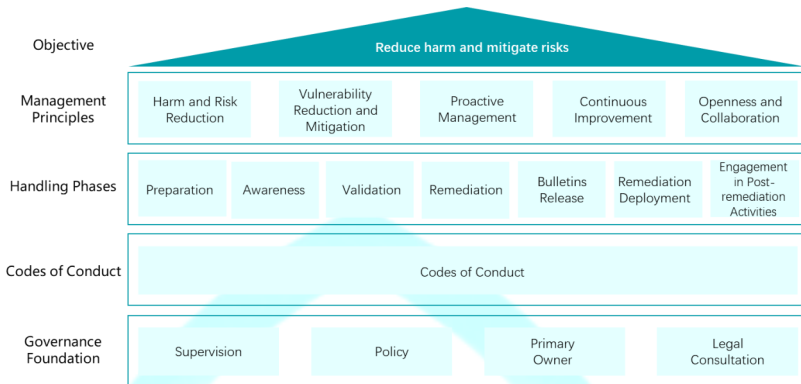 Objective
Reduce harm and mitigate risks
Management
Principles
Harm and Risk
Reduction
Vulnerability
Reduction and
Mitigation
Proactive
Management
Continuous
Improvement
Openness and
Collaboration
Handling Phases
Preparation
Awareness
Validation
Remediation
Bulletins
Release
Remediation
Deployment
Engagement
in Post-
remediation
Activities
Codes of Conduct
Codes of Conduct
Governance
Foundation
Supervision
Policy
Primary
Owner
Legal
Consultation